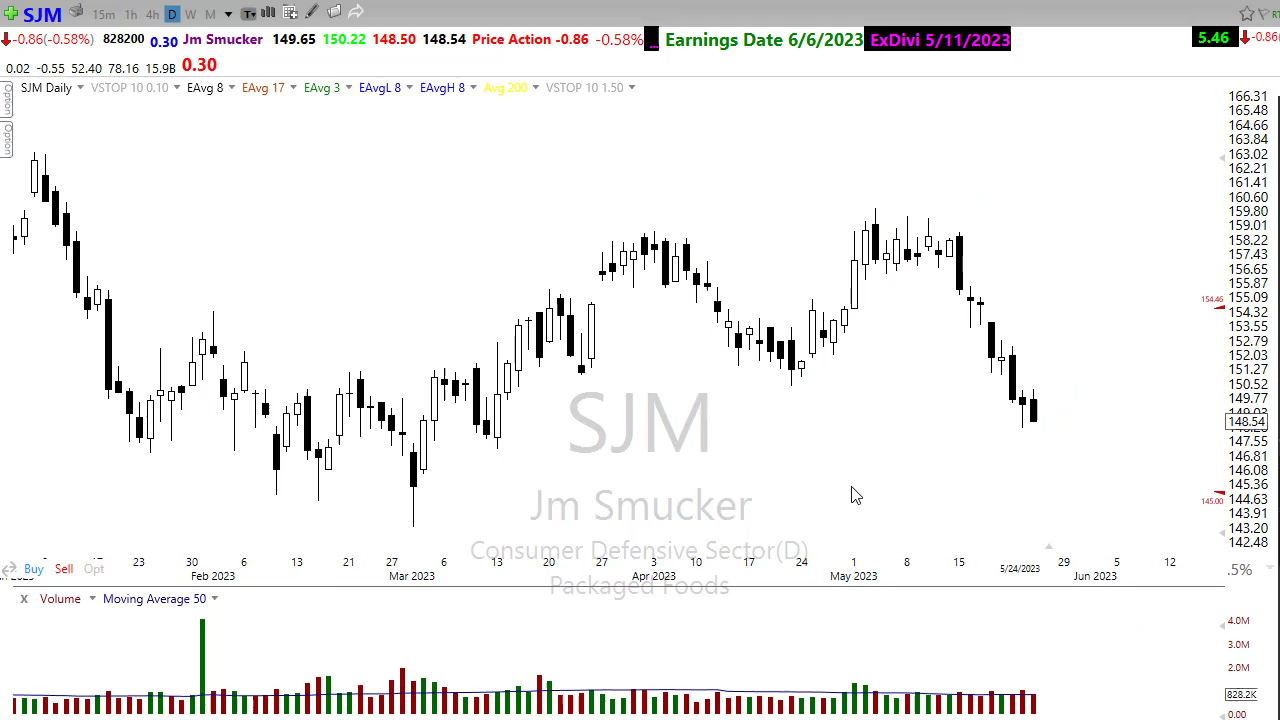 SJM 15m 1h 4h D W M T
-0.86(-0.58%) 828200 0.30 Jm Smucker 149.65 150.22 148.50 148.54 Price Action -0.86 -0.58% ... Earnings Date 6/6/2023 ExDivi 5/11/2023 5.46 -0.86
0.02 -0.55 52.40 78.16 15.9B 0.30
SJM Daily VSTOP 10 0.10 EAvg 8 EAvg 17 EAvg 3 EAvgL 8 EAvgH 8 Avg 200 VSTOP 10 1.50
Option
Option
166.31
165.48
164.66
163.84
163.02
162.21
161.41
160.60
159.80
159.01
158.22
157.43
156.65
155.87
155.09
154.46
154.32
153.55
152.79
152.03
151.27
150.52
149.77
148.54
147.55
146.81
146.08
145.36
145.00
144.63
143.91
143.20
142.48
SJM
Jm Smucker
Consumer Defensive Sector(D)
Packaged Foods
23 30 6 13 21 27 6 13 20 27 3 10 17 24 1 8 15 5/24/2023 29 5 12
Feb 2023 Mar 2023 Apr 2023 May 2023 Jun 2023
Buy Sell Opt
.5%
X Volume Moving Average 50
4.0M
3.0M
2.0M
828.2K
0.00